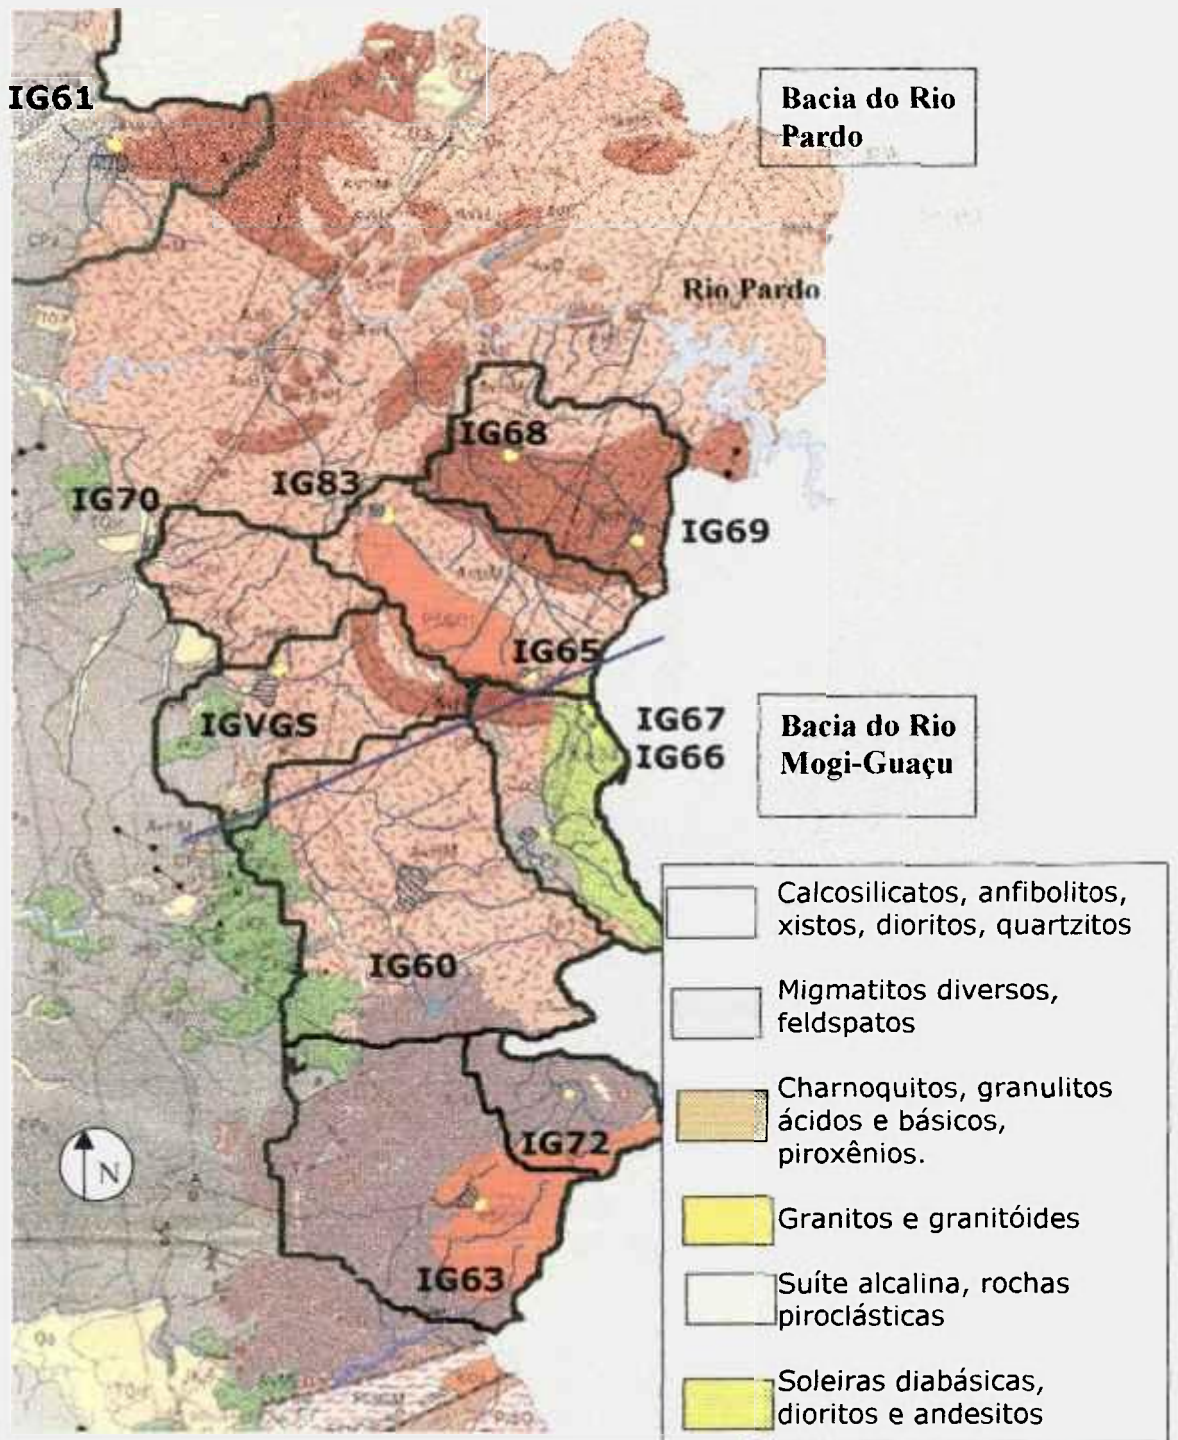 IG61
Bacia do Rio
Pardo
Rio Pardo
IG68
IG83
IG70
IG69
IG65
IGVGS
IG67
IG66
Bacia do Rio
Mogi-Guaçu
IG60
IG72
IG63
N
Calcosilicatos, anfibolitos,
xistos, dioritos, quartzitos
Migmatitos diversos,
feldspatos
Charnoquitos, granulitos
ácidos e básicos,
piroxênios.
Granitos e granitóides
Suíte alcalina, rochas
piroclásticas
Soleiras diabásicas,
dioritos e andesitos